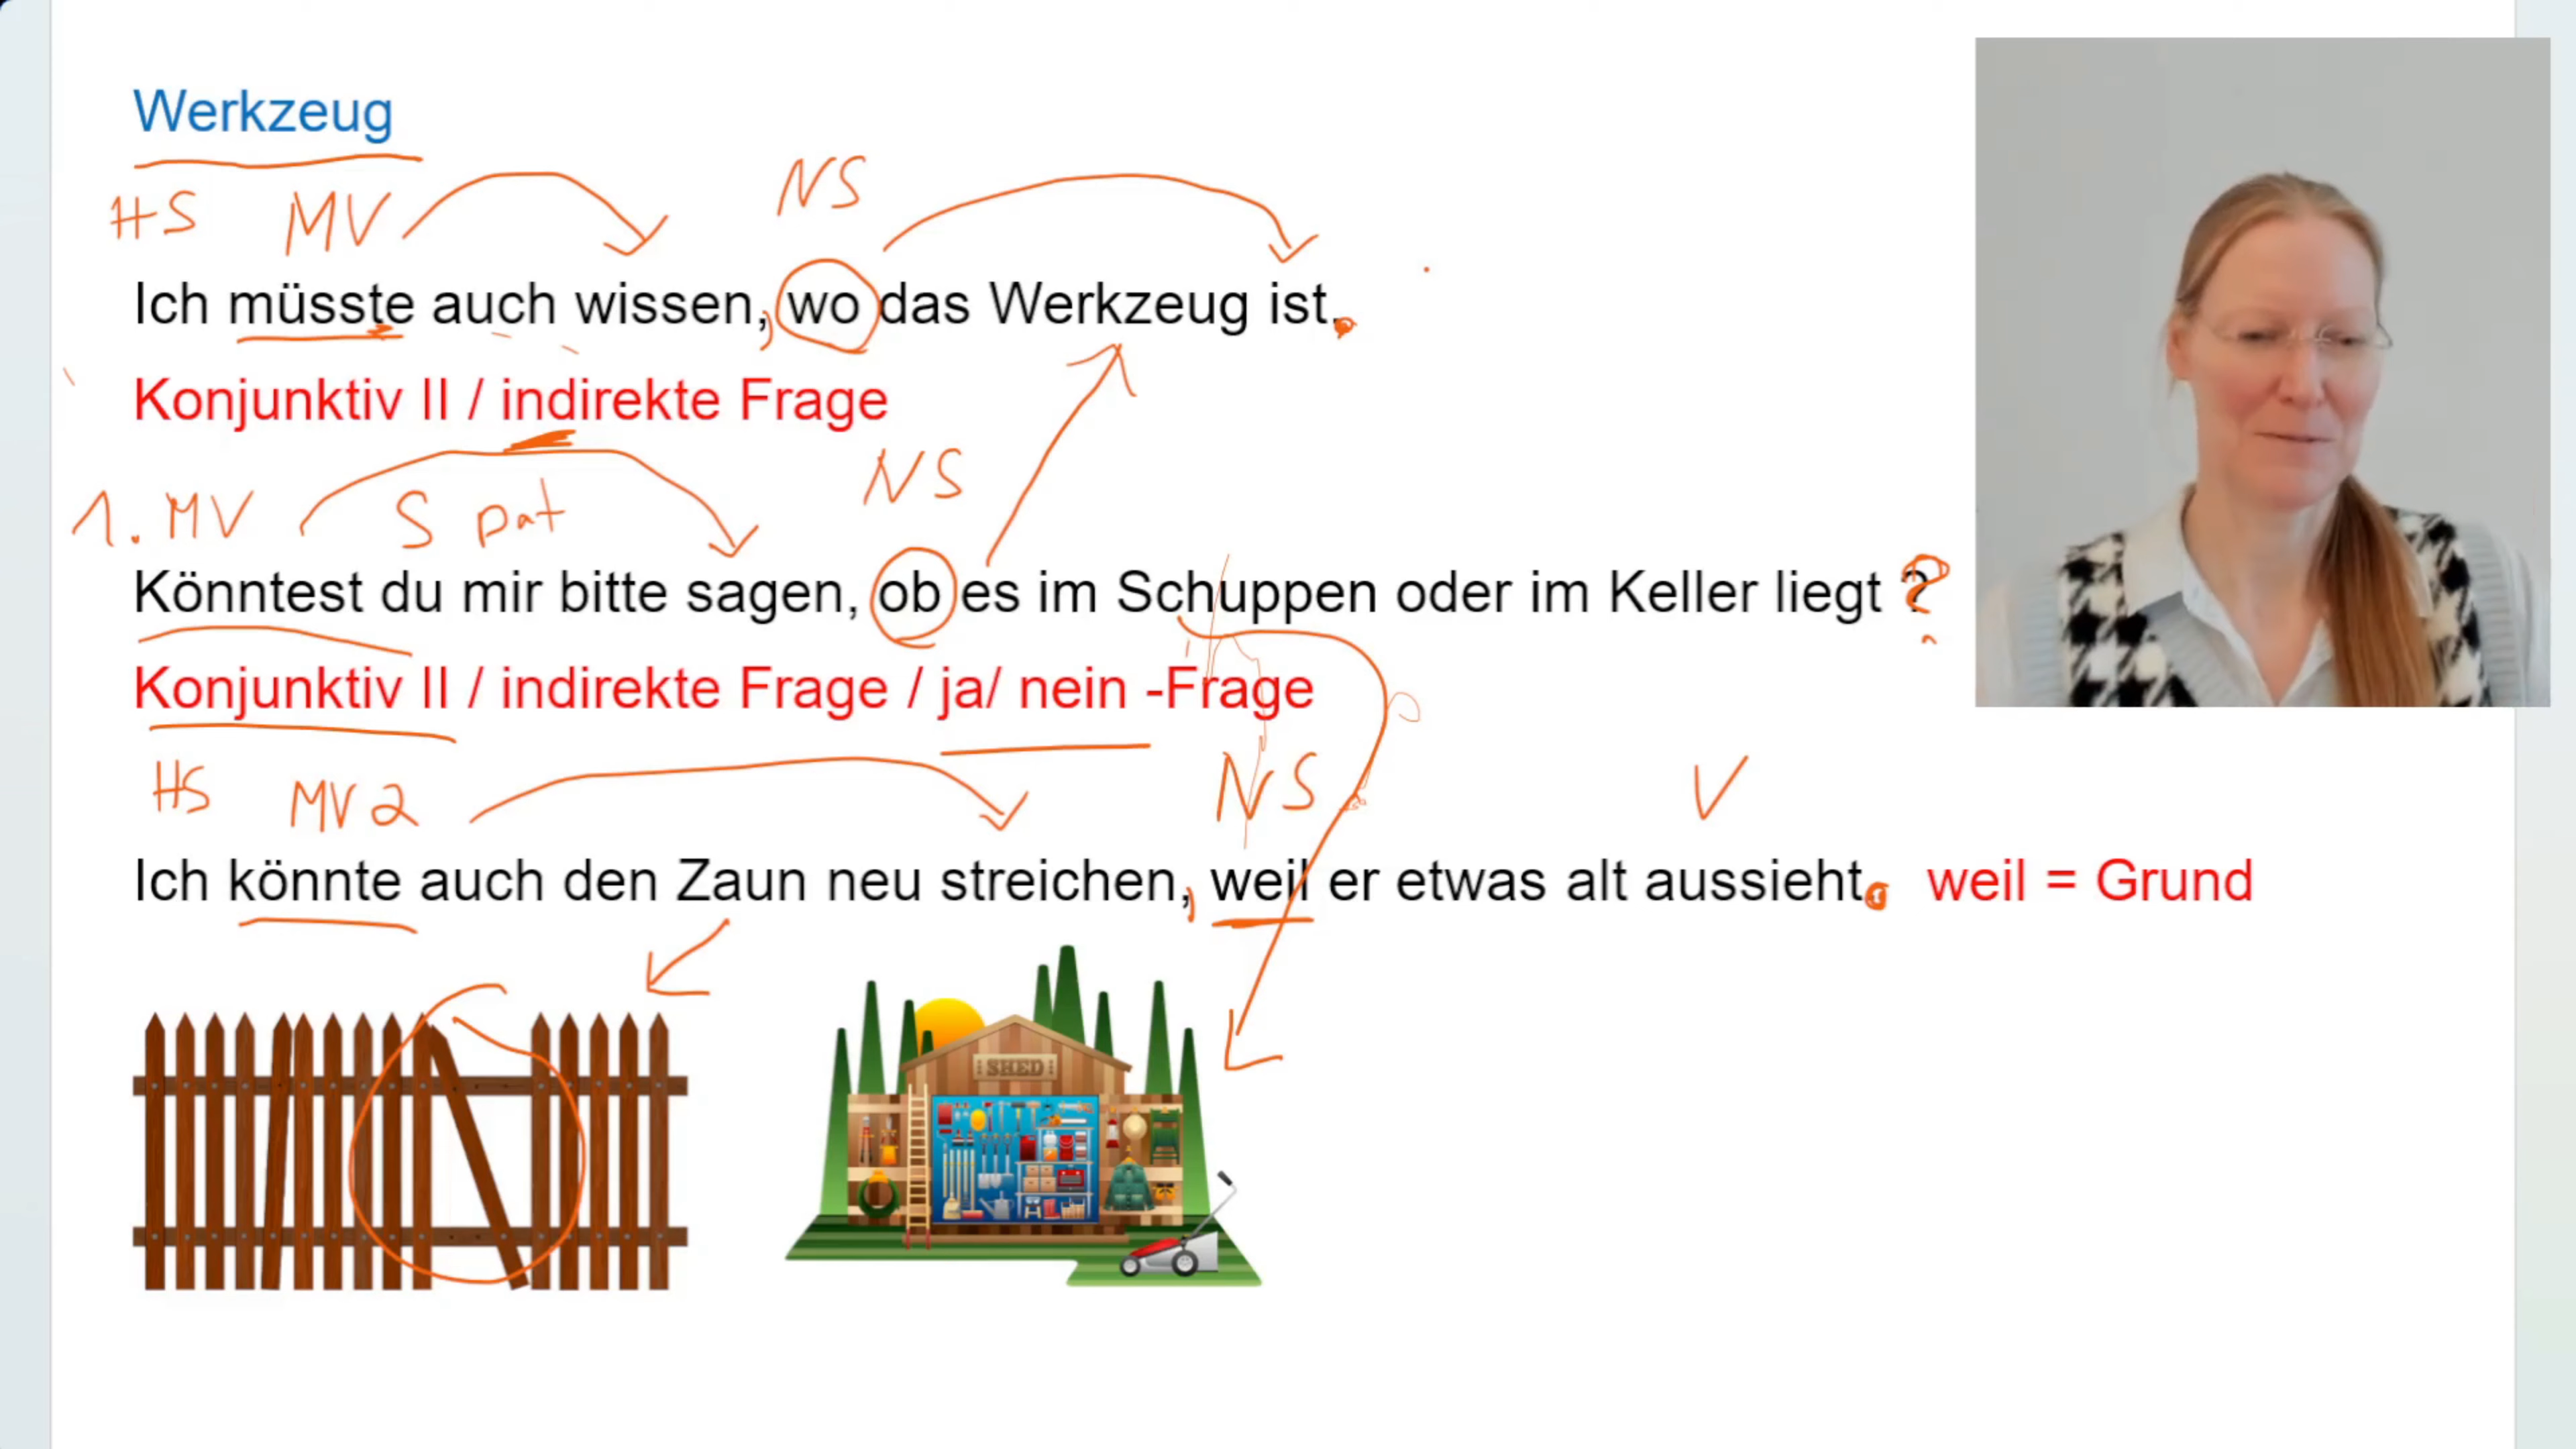 Werkzeug
HS MV NS
Ich müsste auch wissen, wo das Werkzeug ist.
Konjunktiv II / indirekte Frage
1. MV S Dat NS
Könntest du mir bitte sagen, ob es im Schuppen oder im Keller liegt ?
Konjunktiv II / indirekte Frage / ja/ nein -Frage
HS MV 2 NS V
Ich könnte auch den Zaun neu streichen, weil er etwas alt aussieht. weil = Grund
SHED